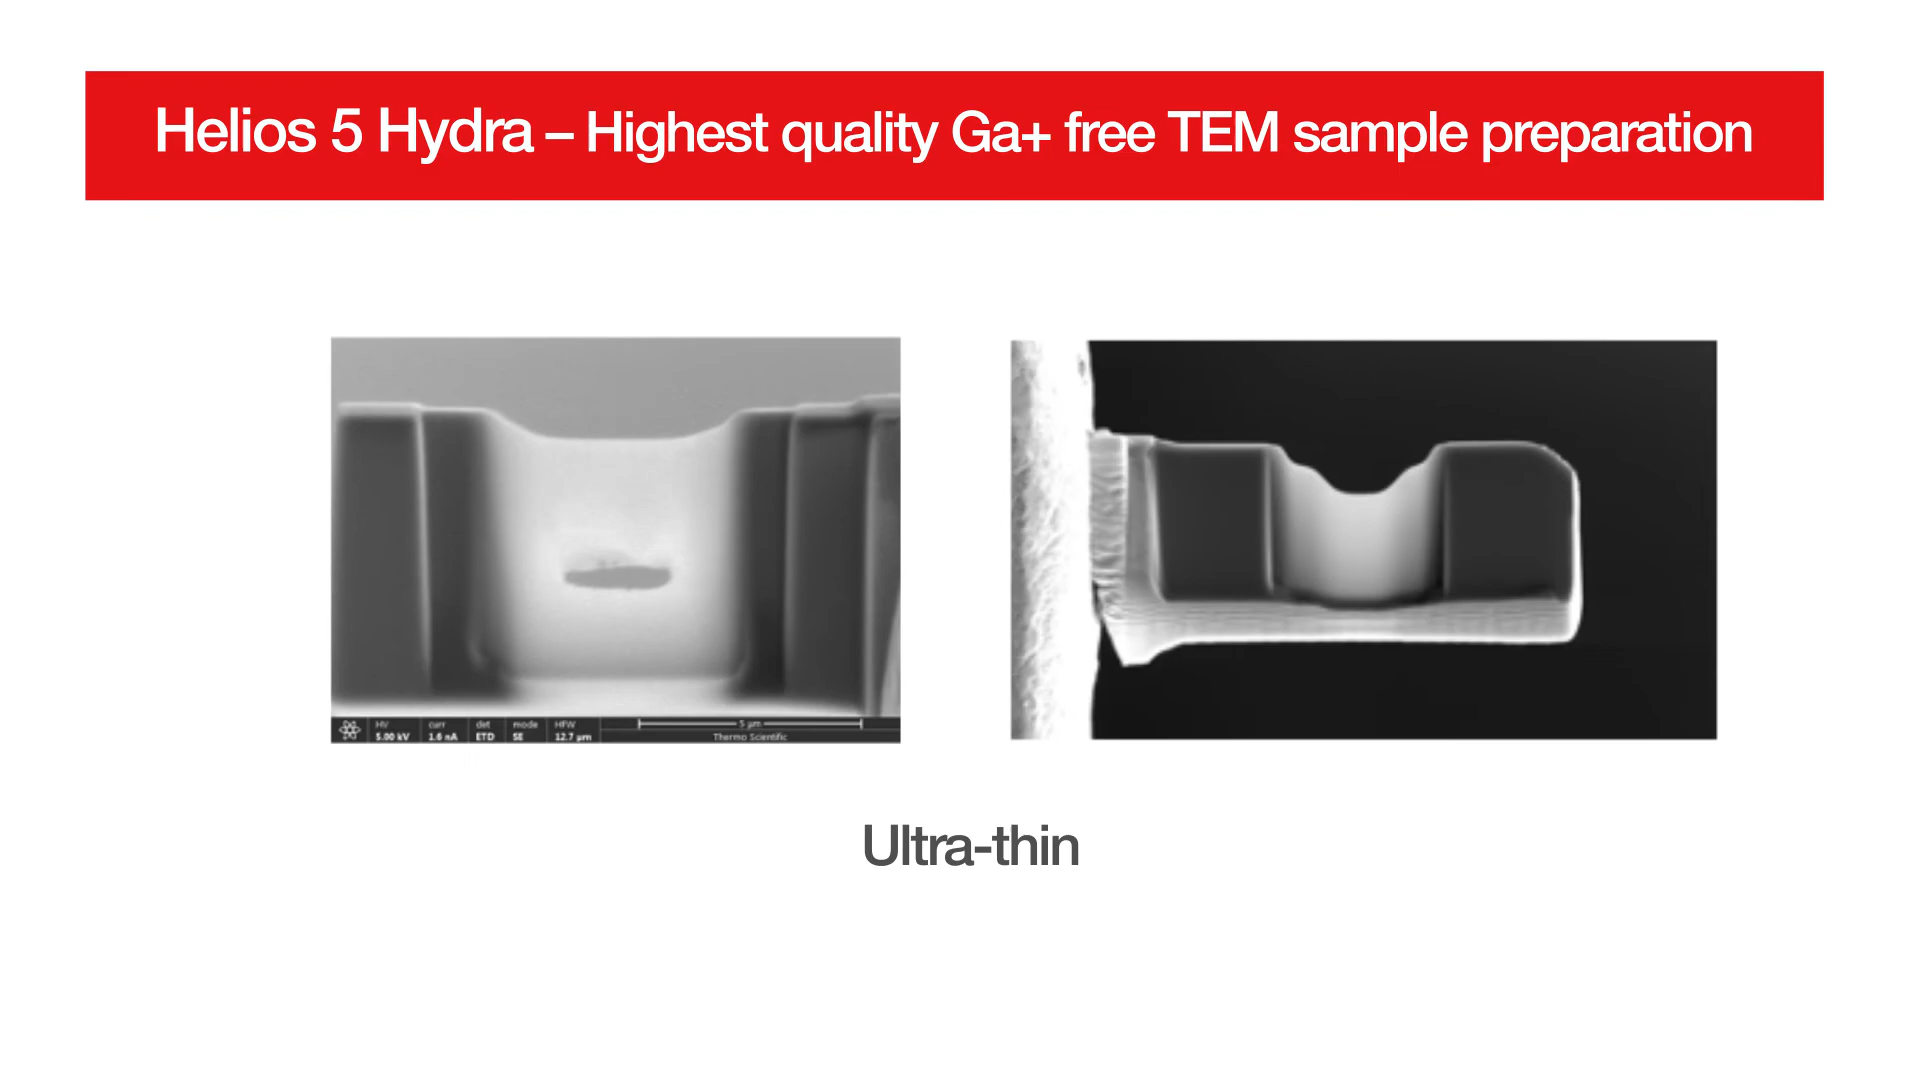 Helios 5 Hydra – Highest quality Ga+ free TEM sample preparation
HV curr det mode HFW 5 µm
5.00 kV 1.6 nA ETD SE 12.7 µm Thermo Scientific
Ultra-thin